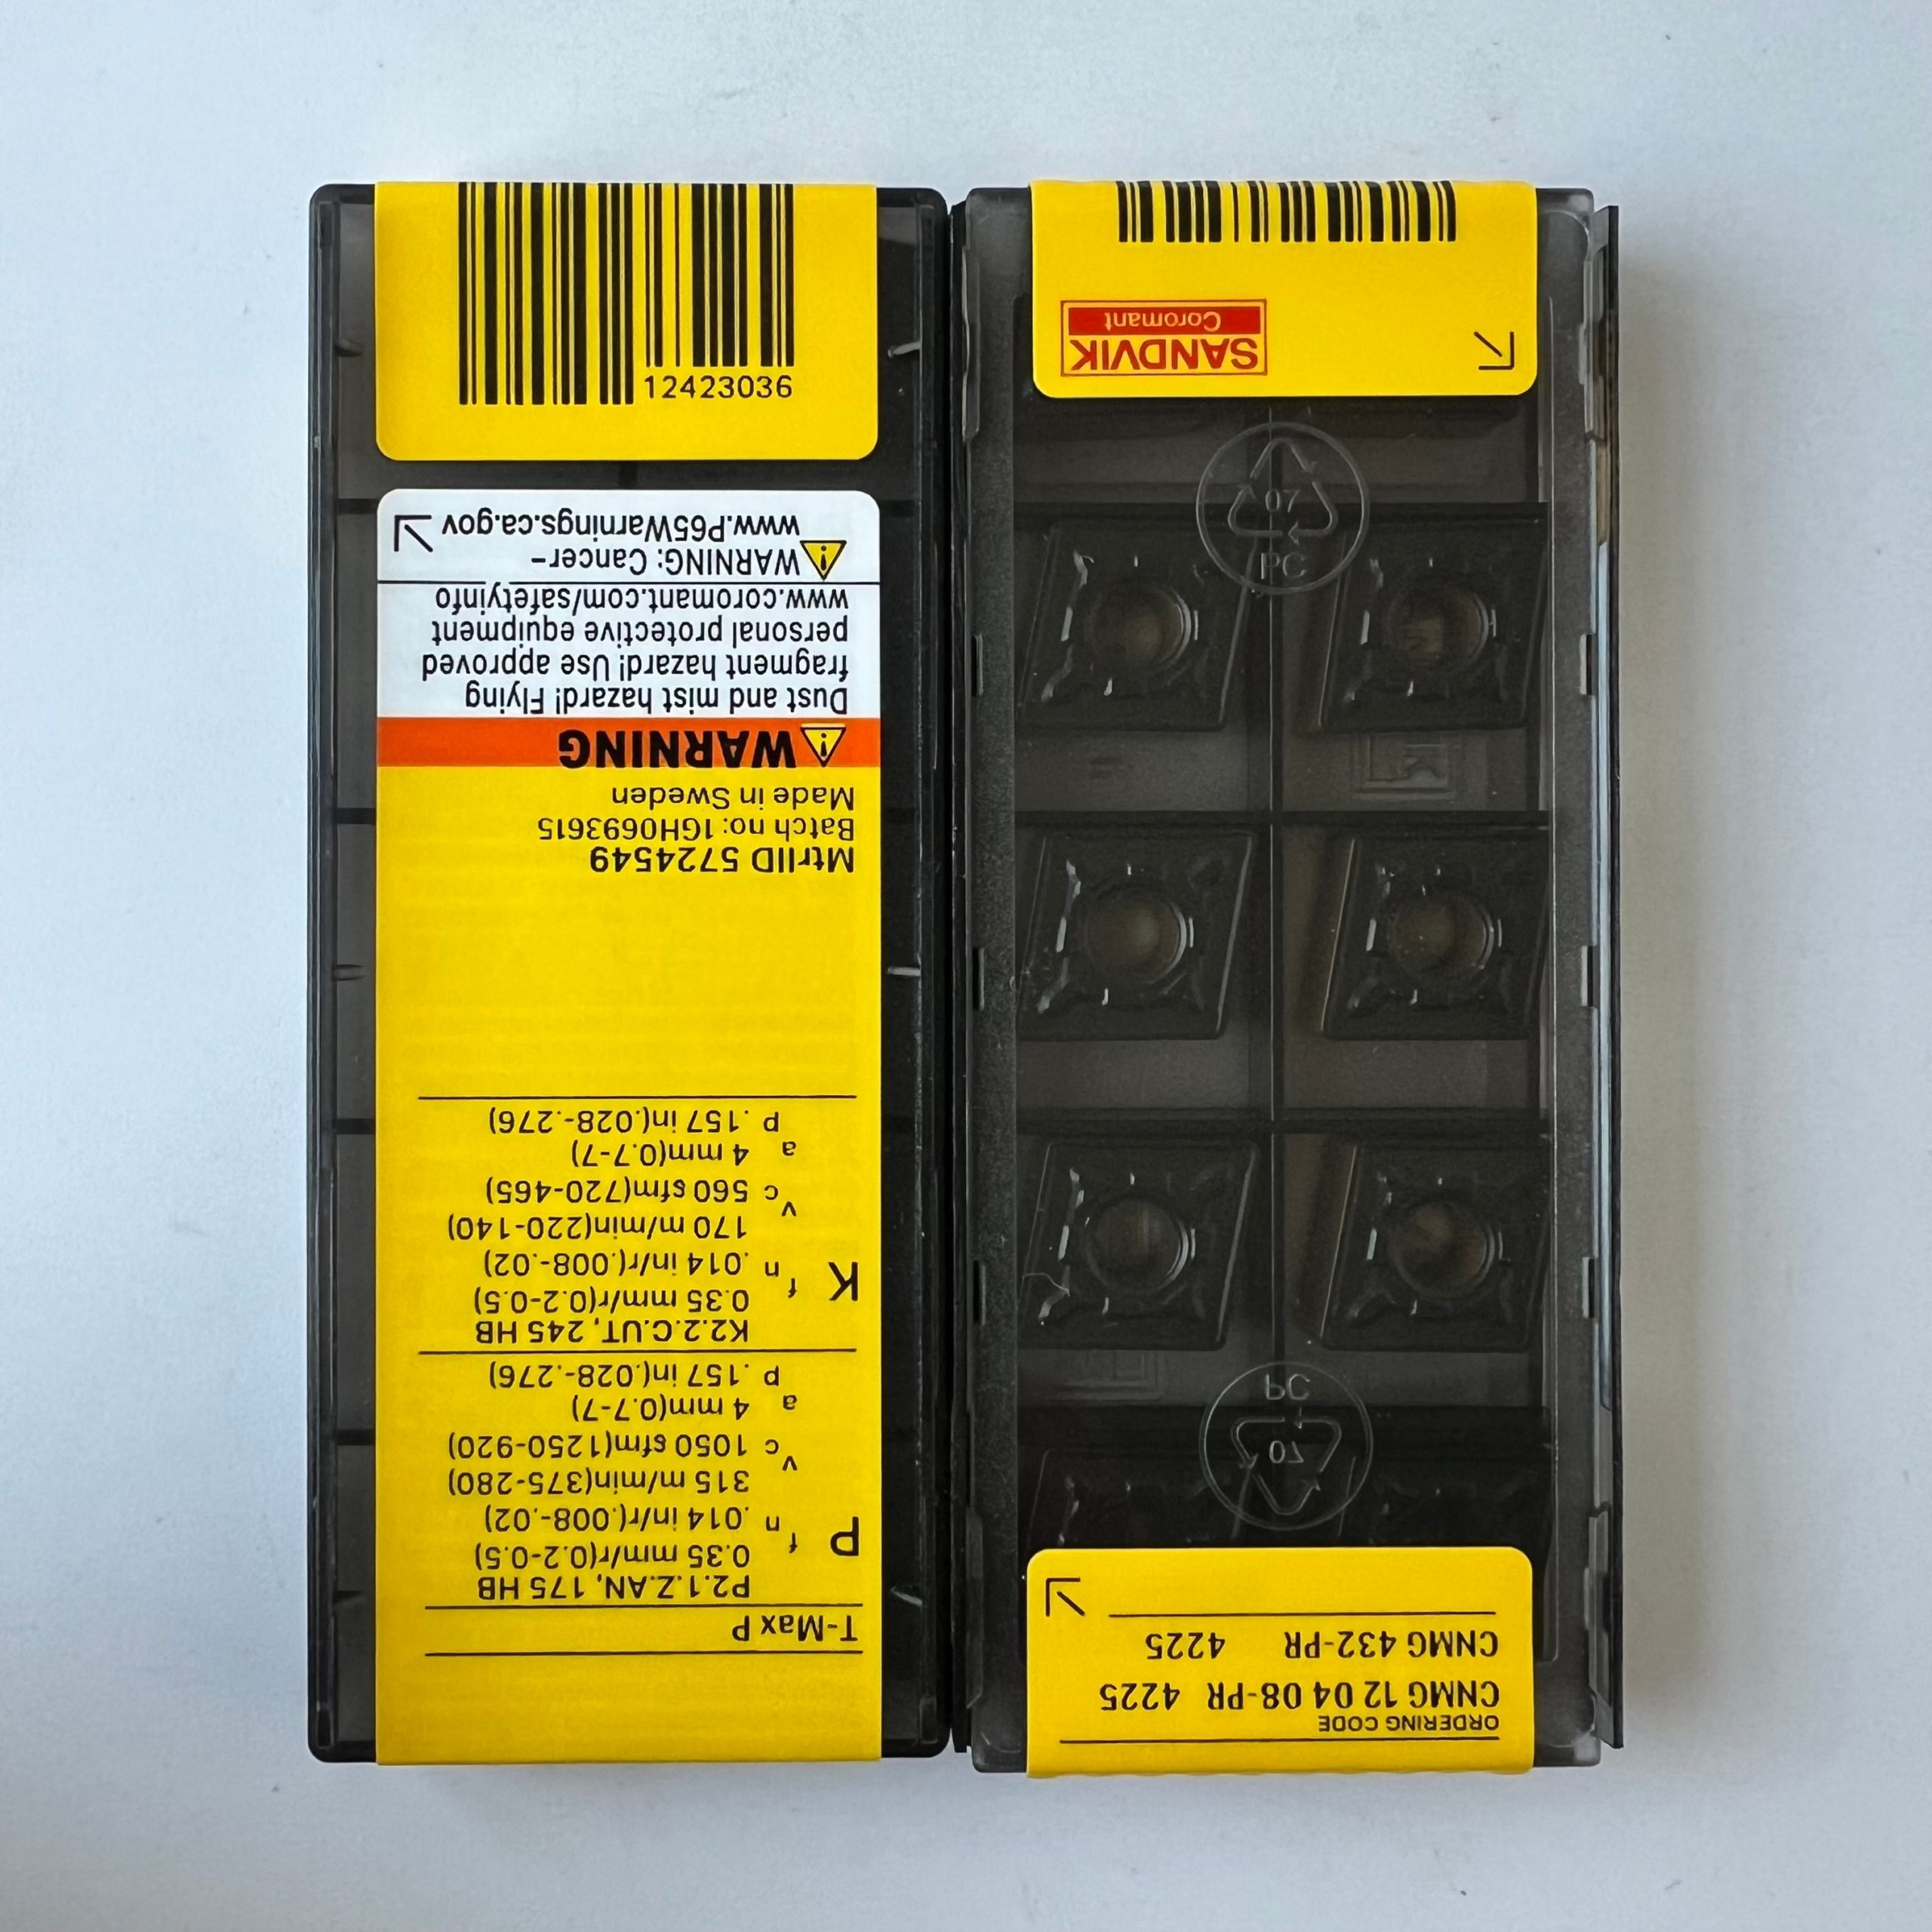 ORDERING CODE
CNMG 12 04 08-PR 4225
CNMG 432-PR 4225
PC
07
SANDVIK
Coromant
07
PC
T-Max P
P
P2.1.Z.AN, 175 HB
f n 0.35 mm/r(0.2-0.5)
.014 in/r(.008-.02)
v c 315 m/min(375-280)
1050 sfm(1250-920)
a p 4 mm(0.7-7)
.157 in(.028-.276)
K
K2.2.C.UT, 245 HB
f n 0.35 mm/r(0.2-0.5)
.014 in/r(.008-.02)
v c 170 m/min(220-140)
560 sfm(720-465)
a p 4 mm(0.7-7)
.157 in(.028-.276)
MtrlID 5724549
Batch no: 1GH0693615
Made in Sweden
WARNING
Dust and mist hazard! Flying
fragment hazard! Use approved
personal protective equipment
www.coromant.com/safetyinfo
WARNING: Cancer-
www.P65Warnings.ca.gov
12423036